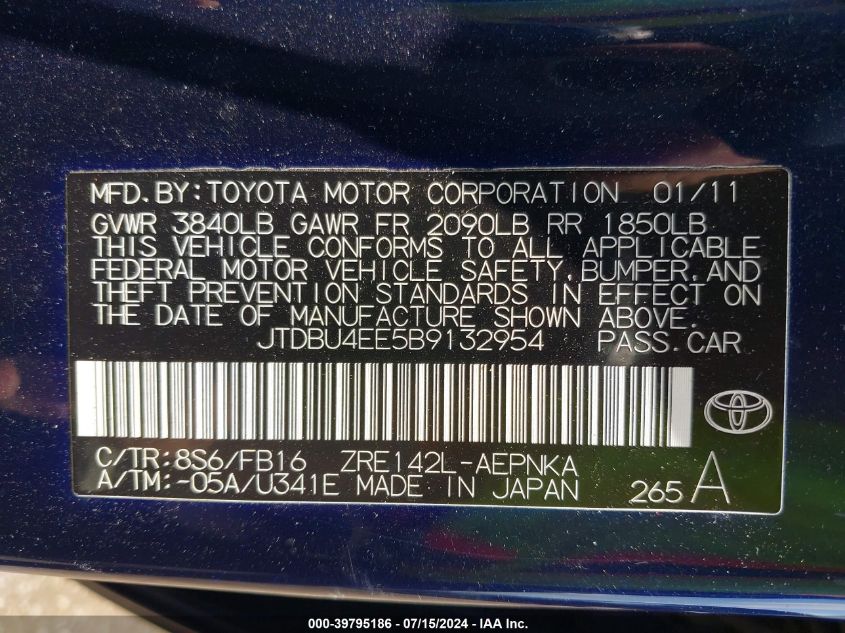 MFD.BY:TOYOTA MOTOR CORPORATION 01/11
GVWR 3840LB GAWR FR 2090LB RR 1850LB
THIS VEHICLE CONFORMS TO ALL APPLICABLE
FEDERAL MOTOR VEHICLE SAFETY,BUMPER,AND
THEFT PREVENTION STANDARDS IN EFFECT ON
THE DATE OF MANUFACTURE SHOWN ABOVE.
JTDBU4EE5B9132954 PASS.CAR
C/TR:8S6/FB16 ZRE142L-AEPNKA
A/TM:-05A/U341E MADE IN JAPAN 265 A
000-39795186 - 07/15/2024 - IAA Inc.